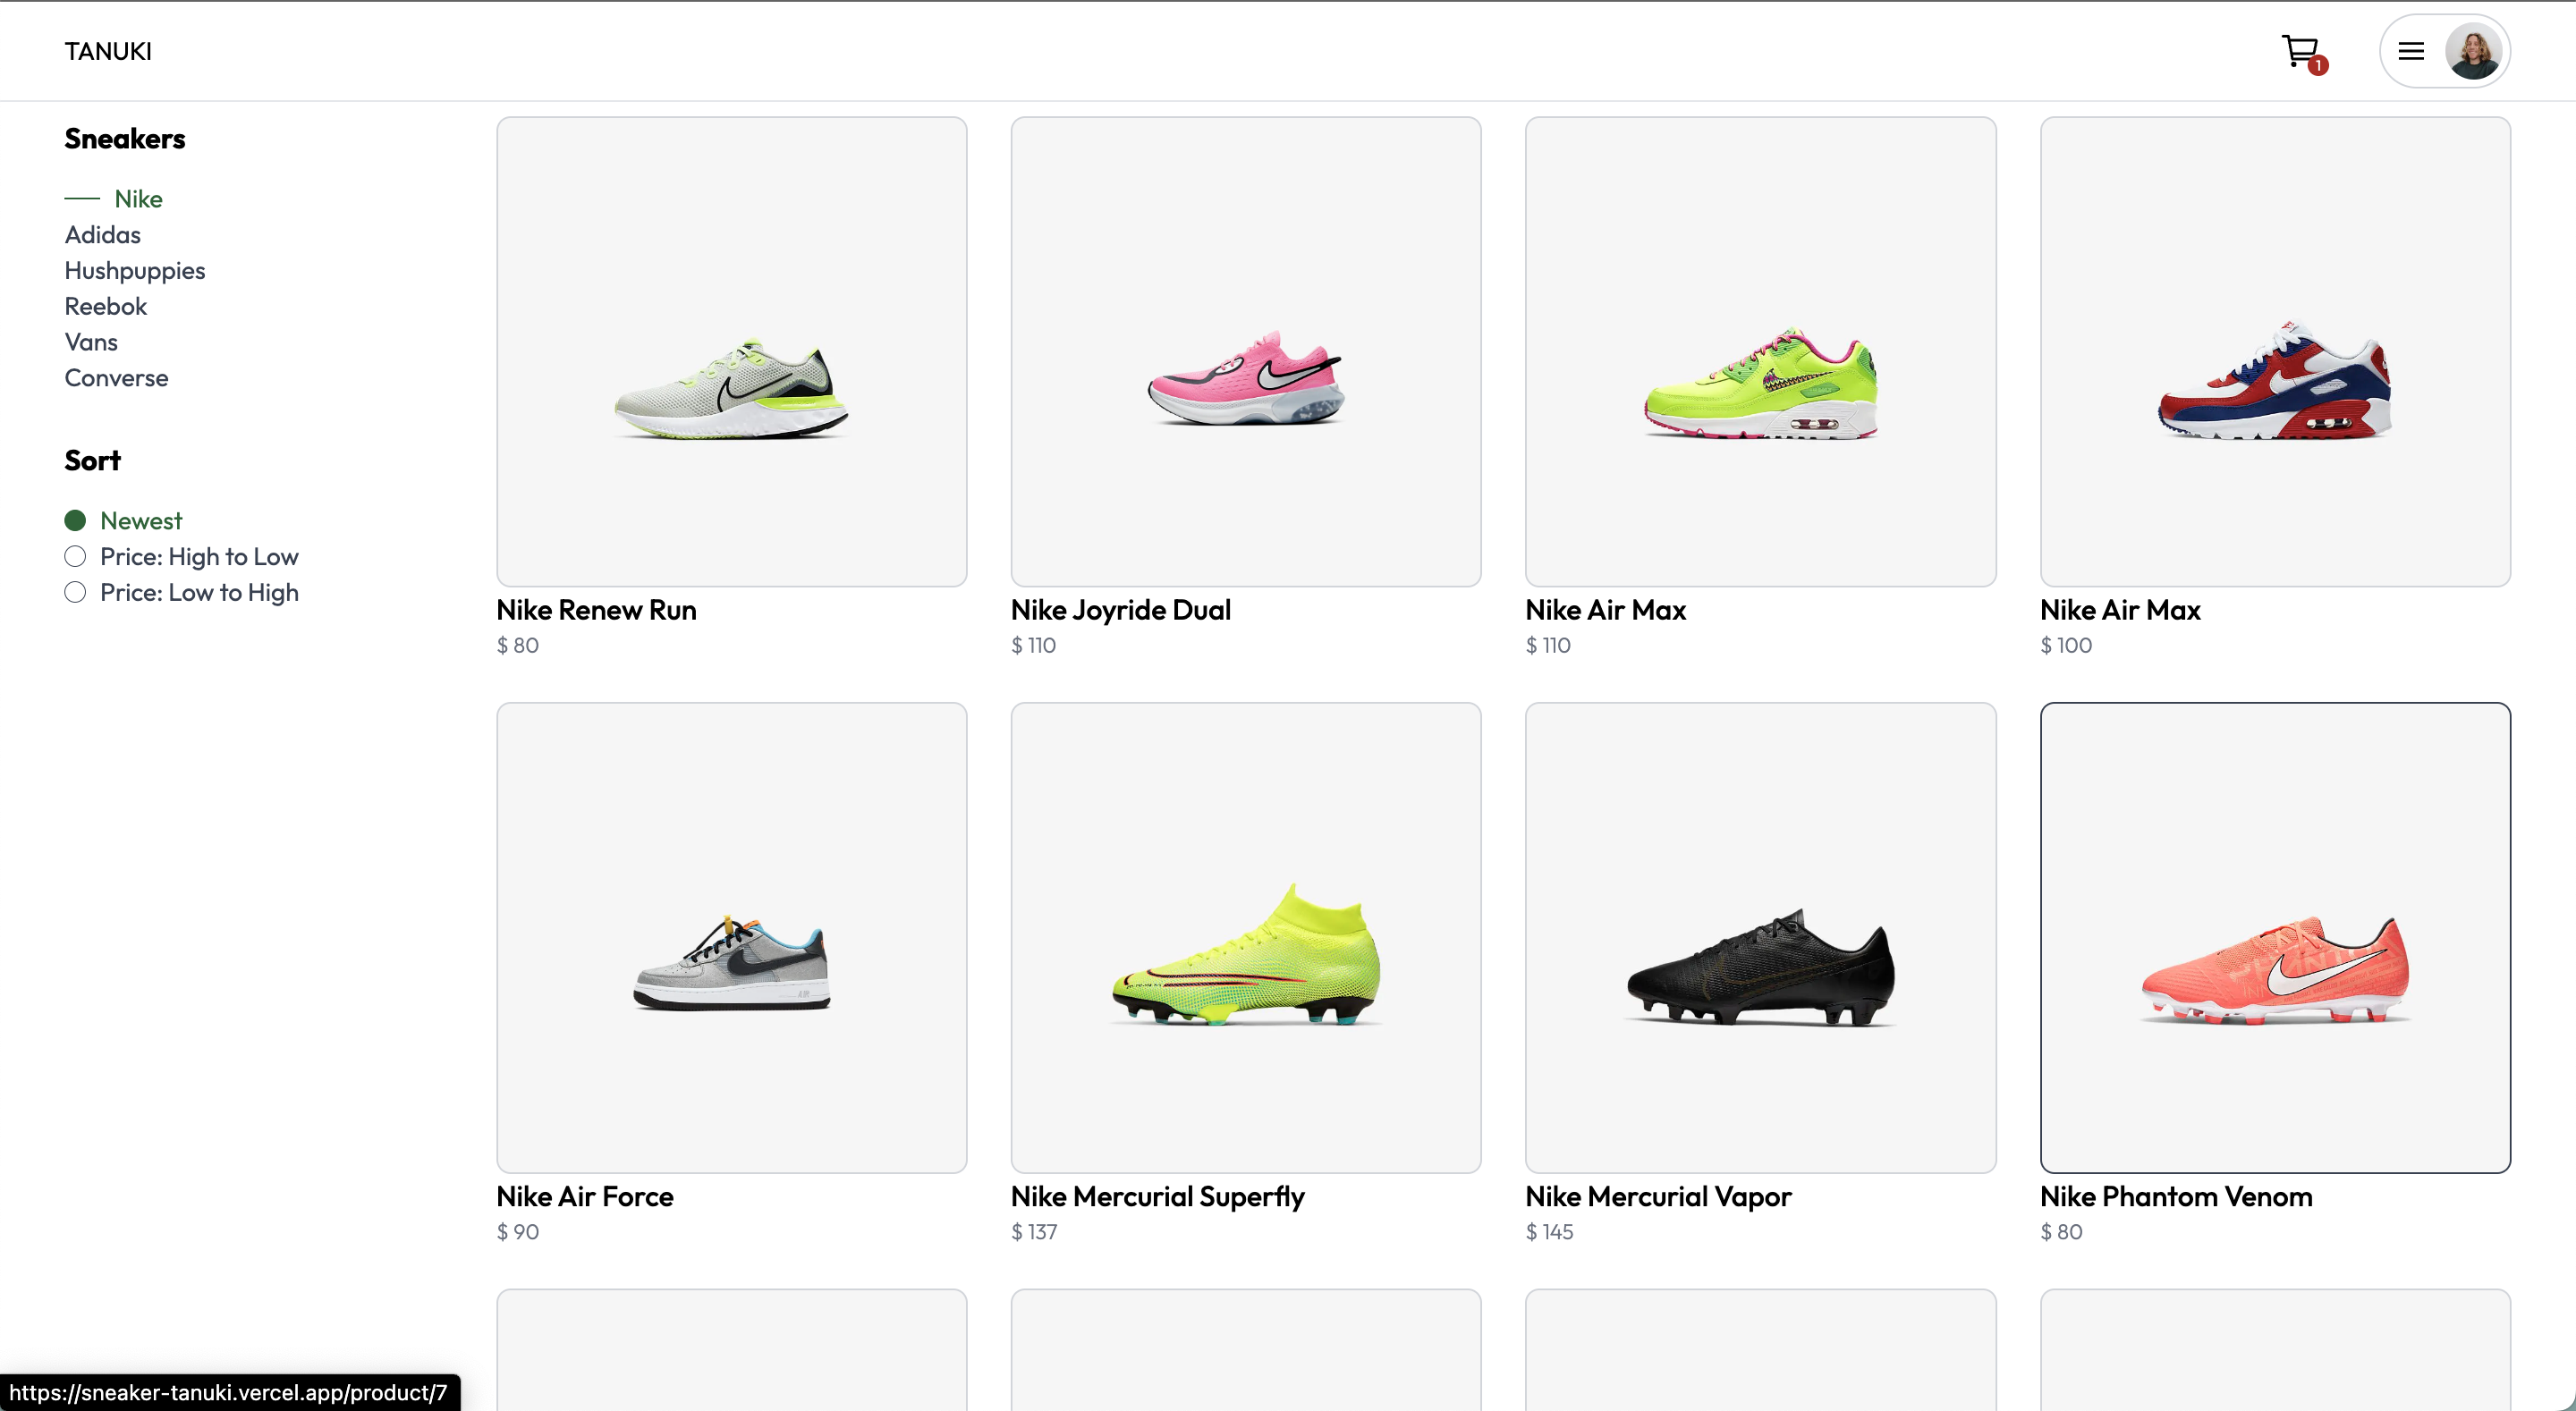 TANUKI
1
Sneakers
Nike
Adidas
Hushpuppies
Reebok
Vans
Converse
Sort
Newest
Price: High to Low
Price: Low to High
Nike Renew Run
$ 80
Nike Joyride Dual
$ 110
Nike Air Max
$ 110
Nike Air Max
$ 100
Nike Air Force
$ 90
Nike Mercurial Superfly
$ 137
Nike Mercurial Vapor
$ 145
Nike Phantom Venom
$ 80
https://sneaker-tanuki.vercel.app/product/7